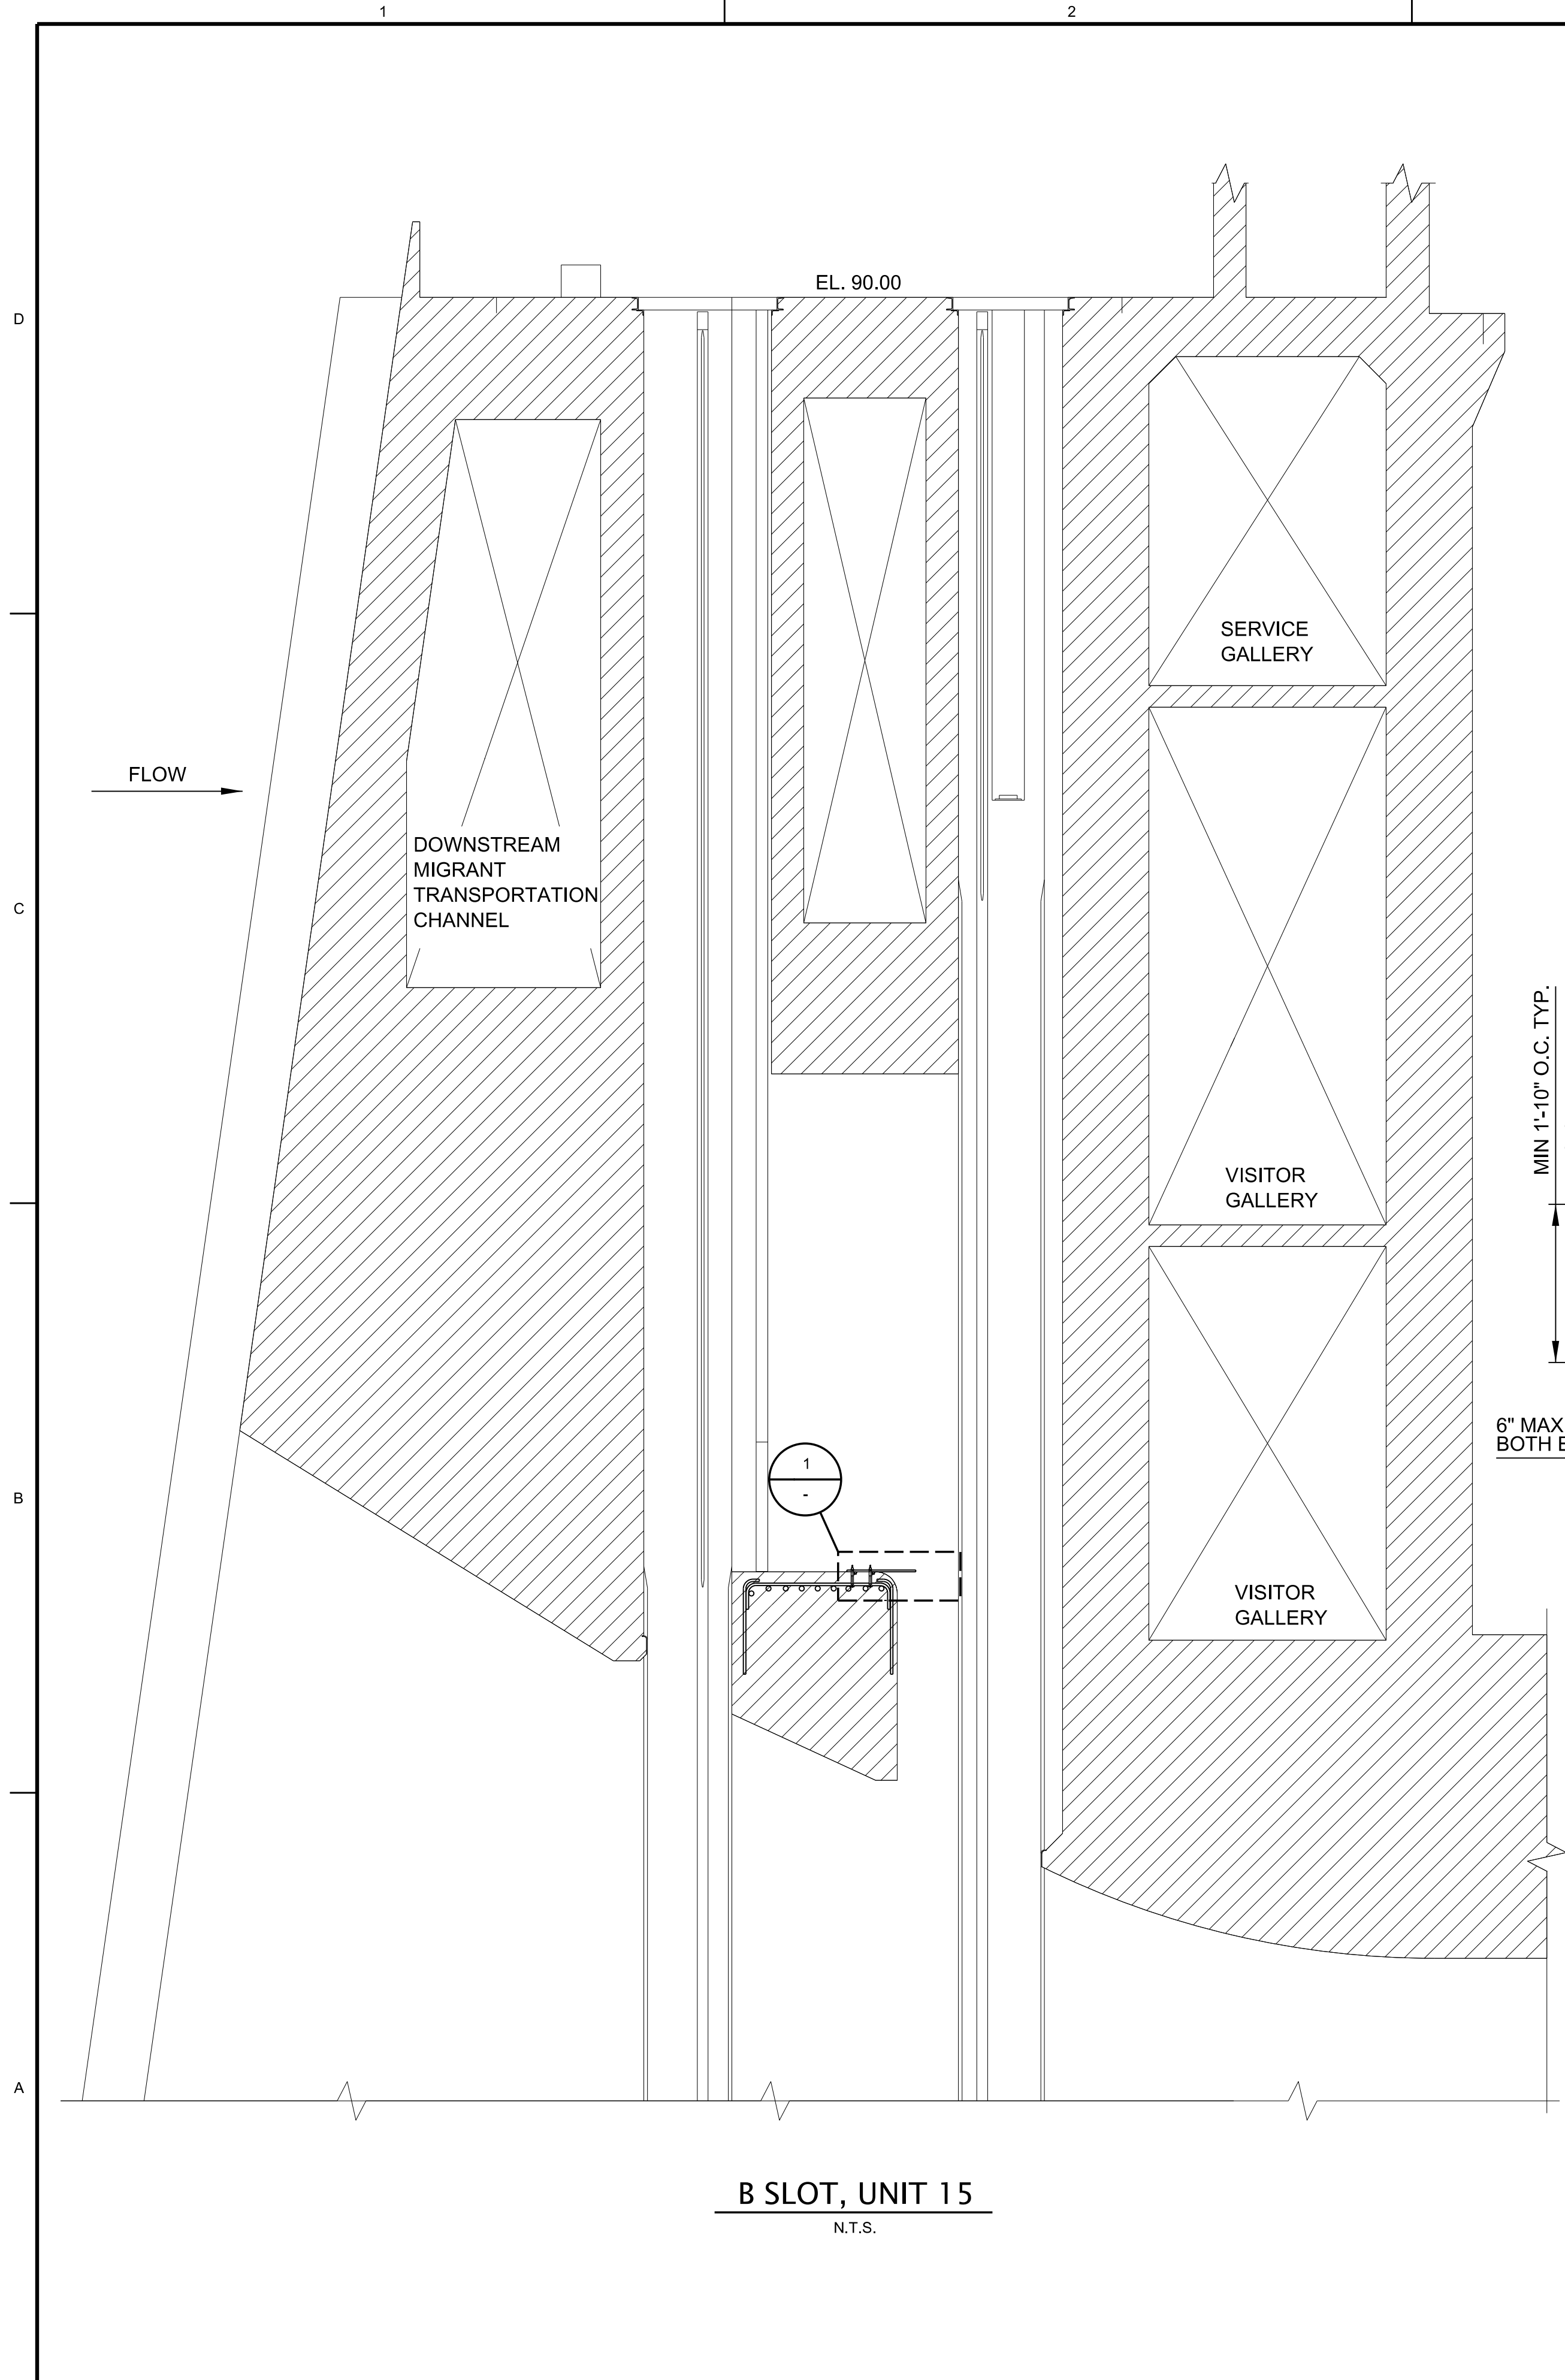 1
2
EL. 90.00
D
SERVICE
GALLERY
FLOW
DOWNSTREAM
MIGRANT
TRANSPORTATION
CHANNEL
C
MIN 1'-10" O.C. TYP.
VISITOR
GALLERY
6" MAX
BOTH E
1
-
B
VISITOR
GALLERY
A
B SLOT, UNIT 15
N.T.S.